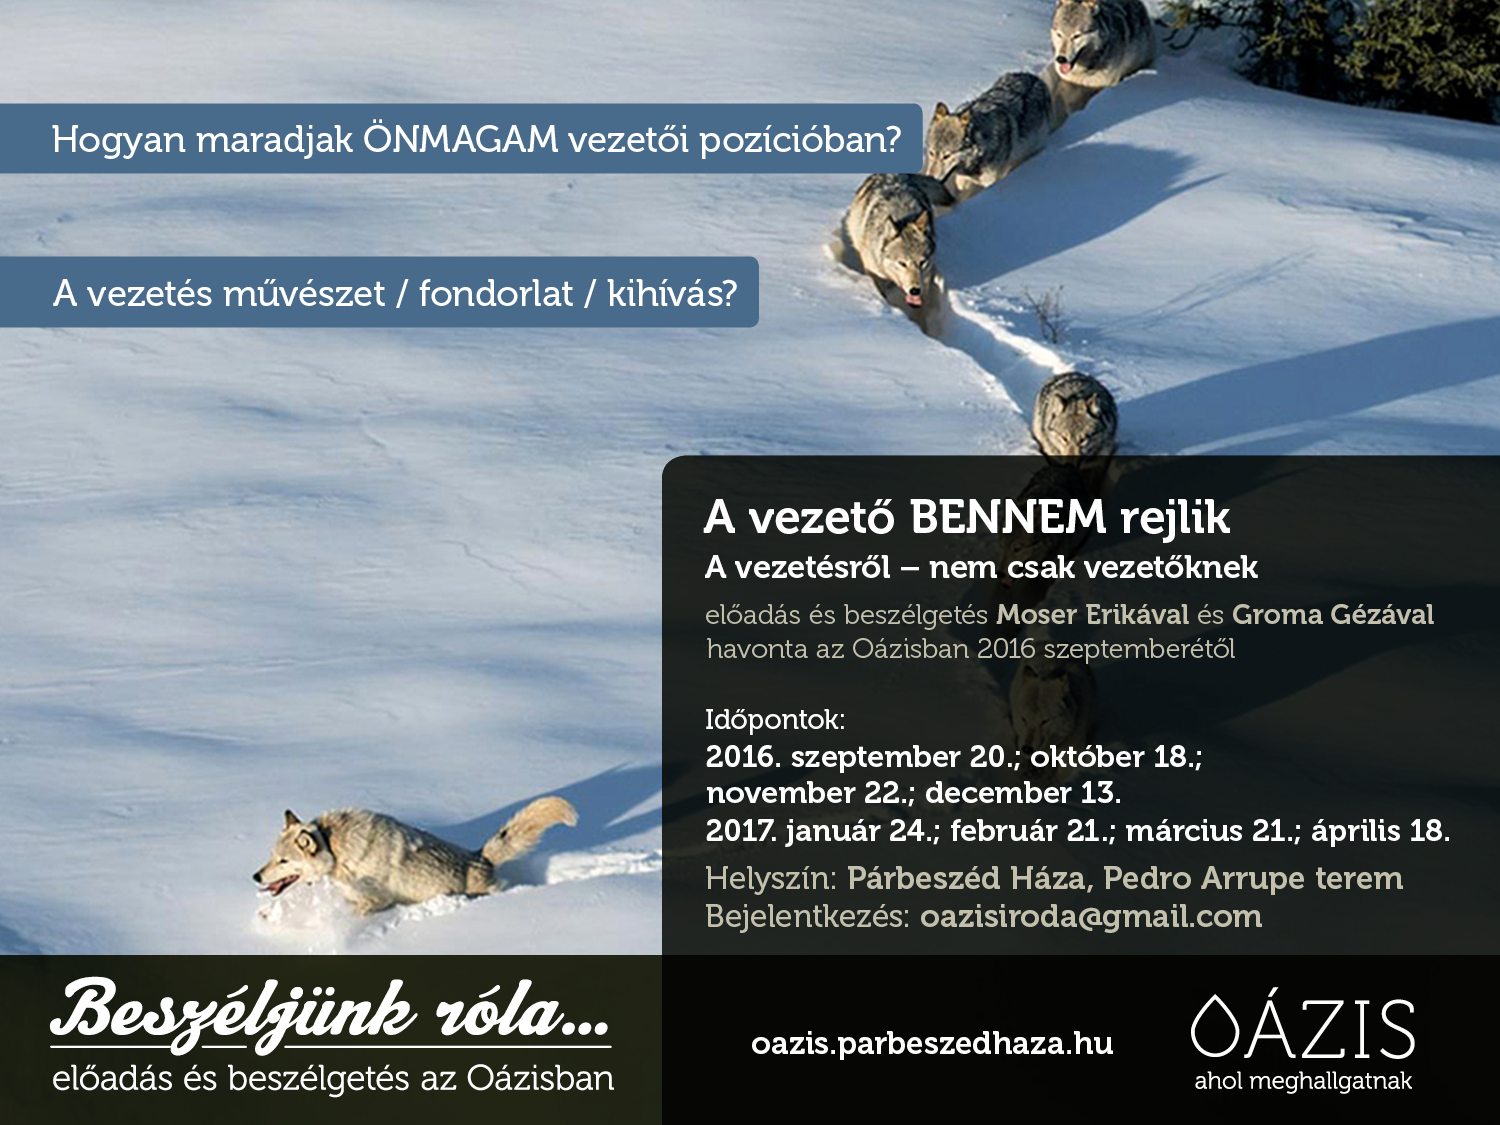 Hogyan maradjak ÖNMAGAM vezetői pozícióban?
A vezetés művészet / fondorlat / kihívás?
A vezető BENNEM rejlik
A vezetésről – nem csak vezetőknek
előadás és beszélgetés Moser Erikával és Groma Gézával
havonta az Oázisban 2016 szeptemberétől
Időpontok:
2016. szeptember 20.; október 18.;
november 22.; december 13.
2017. január 24.; február 21.; március 21.; április 18.
Helyszín: Párbeszéd Háza, Pedro Arrupe terem
Bejelentkezés: oazisiroda@gmail.com
Beszéljünk róla...
előadás és beszélgetés az Oázisban
oazis.parbeszedhaza.hu
OÁZIS
ahol meghallgatnak